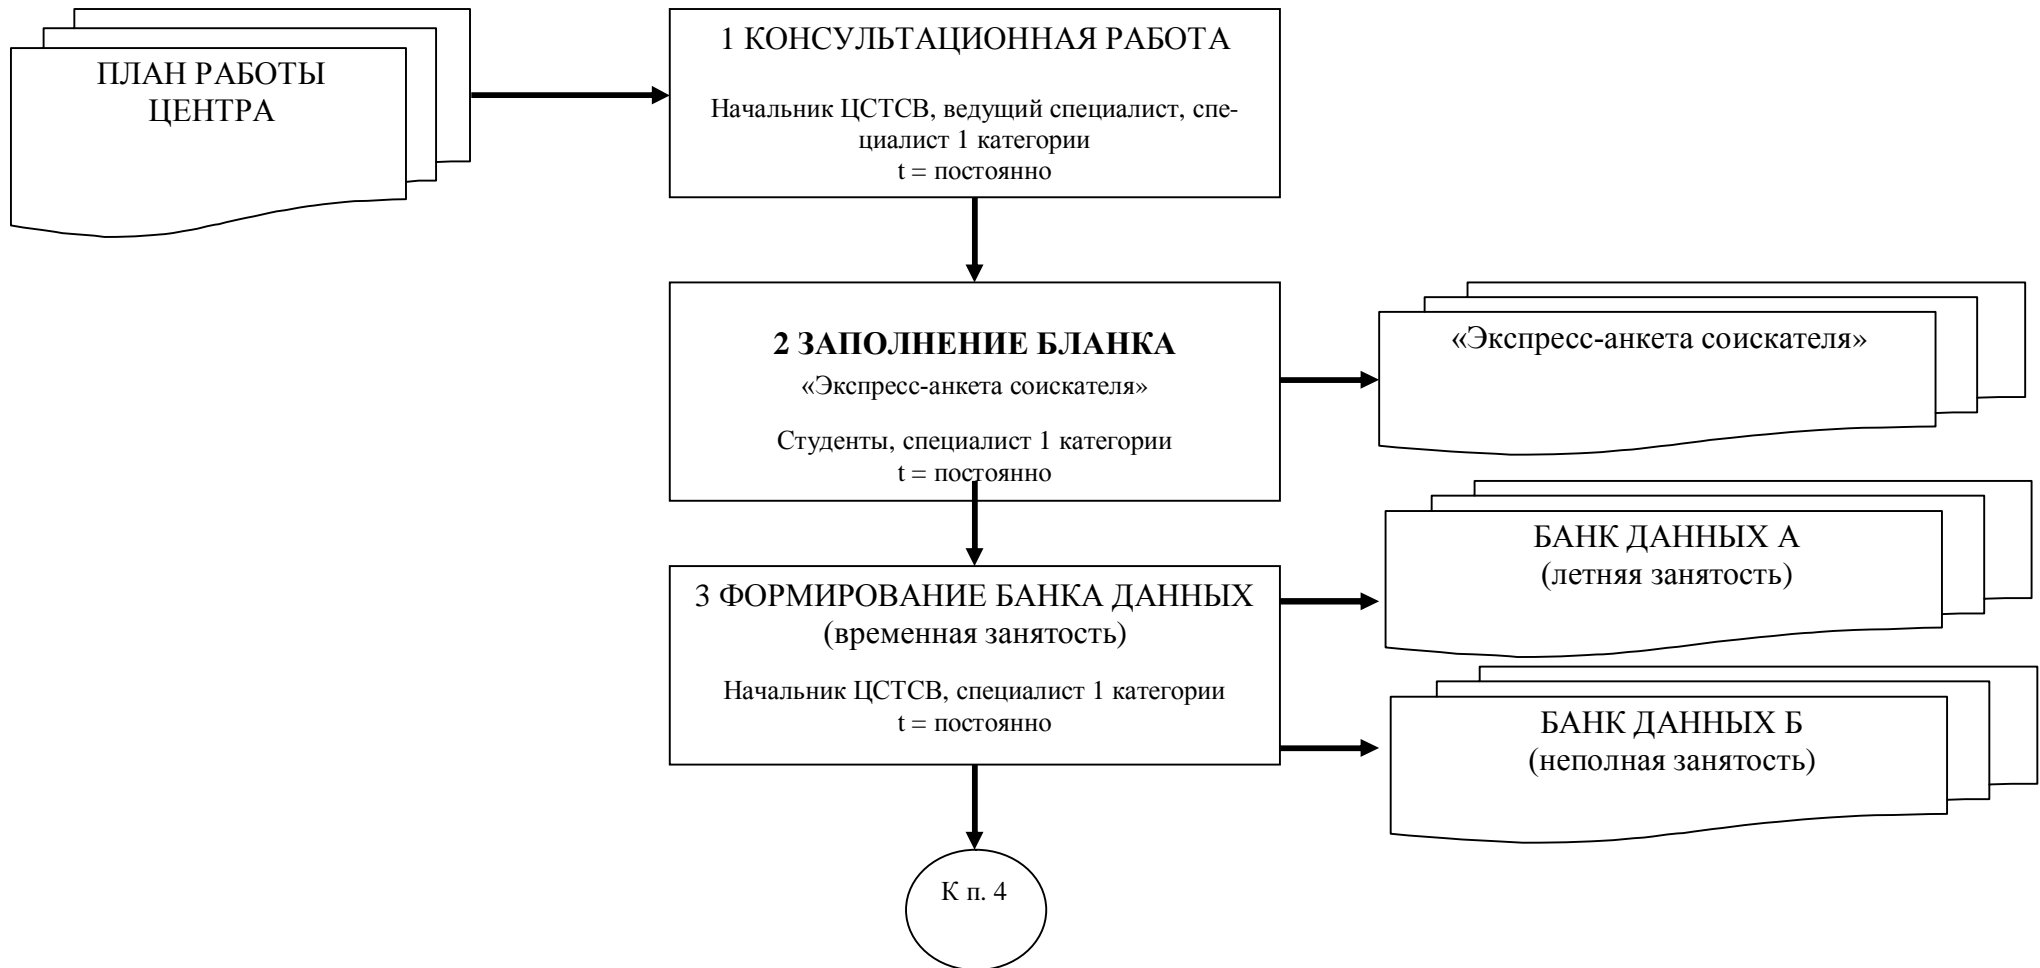 ПЛАН РАБОТЫ
ЦЕНТРА
1 КОНСУЛЬТАЦИОННАЯ РАБОТА
Начальник ЦСТСВ, ведущий специалист, спе-
циалист 1 категории
t = постоянно
2 ЗАПОЛНЕНИЕ БЛАНКА
«Экспресс-анкета соискателя»
Студенты, специалист 1 категории
t = постоянно
«Экспресс-анкета соискателя»
3 ФОРМИРОВАНИЕ БАНКА ДАННЫХ
(временная занятость)
Начальник ЦСТСВ, специалист 1 категории
t = постоянно
БАНК ДАННЫХ А
(летняя занятость)
БАНК ДАННЫХ Б
(неполная занятость)
К п. 4